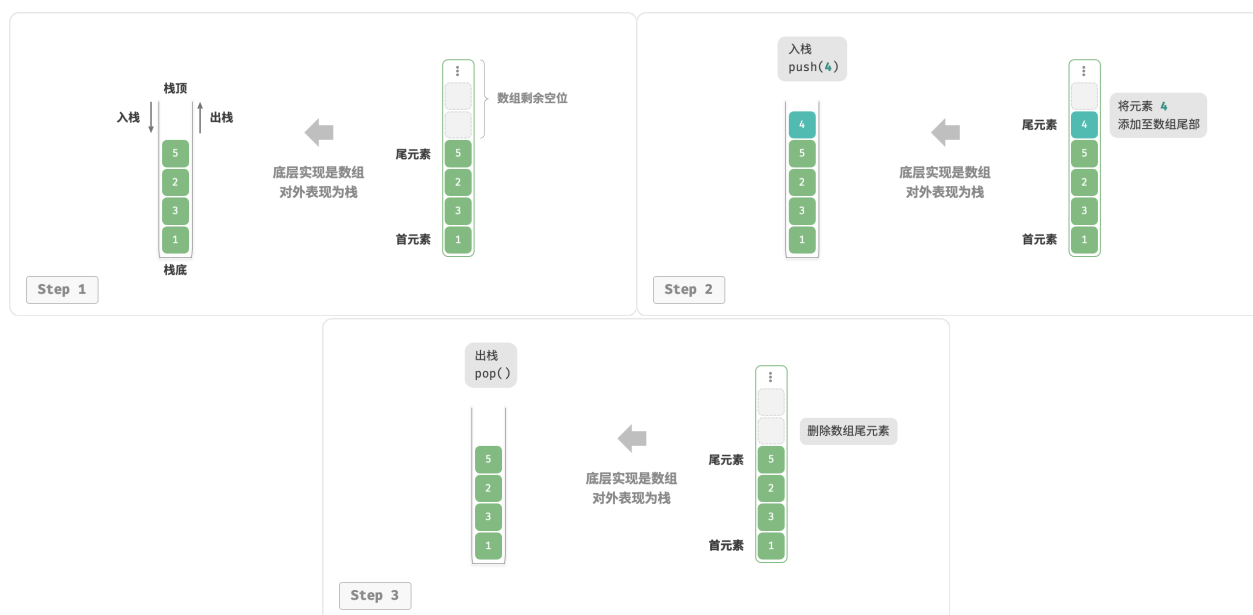 栈顶
入栈
出栈
5
2
3
1
栈底
底层实现是数组
对外表现为栈
⋮
数组剩余空位
尾元素
5
2
3
首元素
1
Step 1
入栈
push(4)
4
5
2
3
1
底层实现是数组
对外表现为栈
⋮
尾元素
4
5
2
3
首元素
1
将元素 4
添加至数组尾部
Step 2
出栈
pop()
5
2
3
1
底层实现是数组
对外表现为栈
⋮
删除数组尾元素
尾元素
5
2
3
首元素
1
Step 3